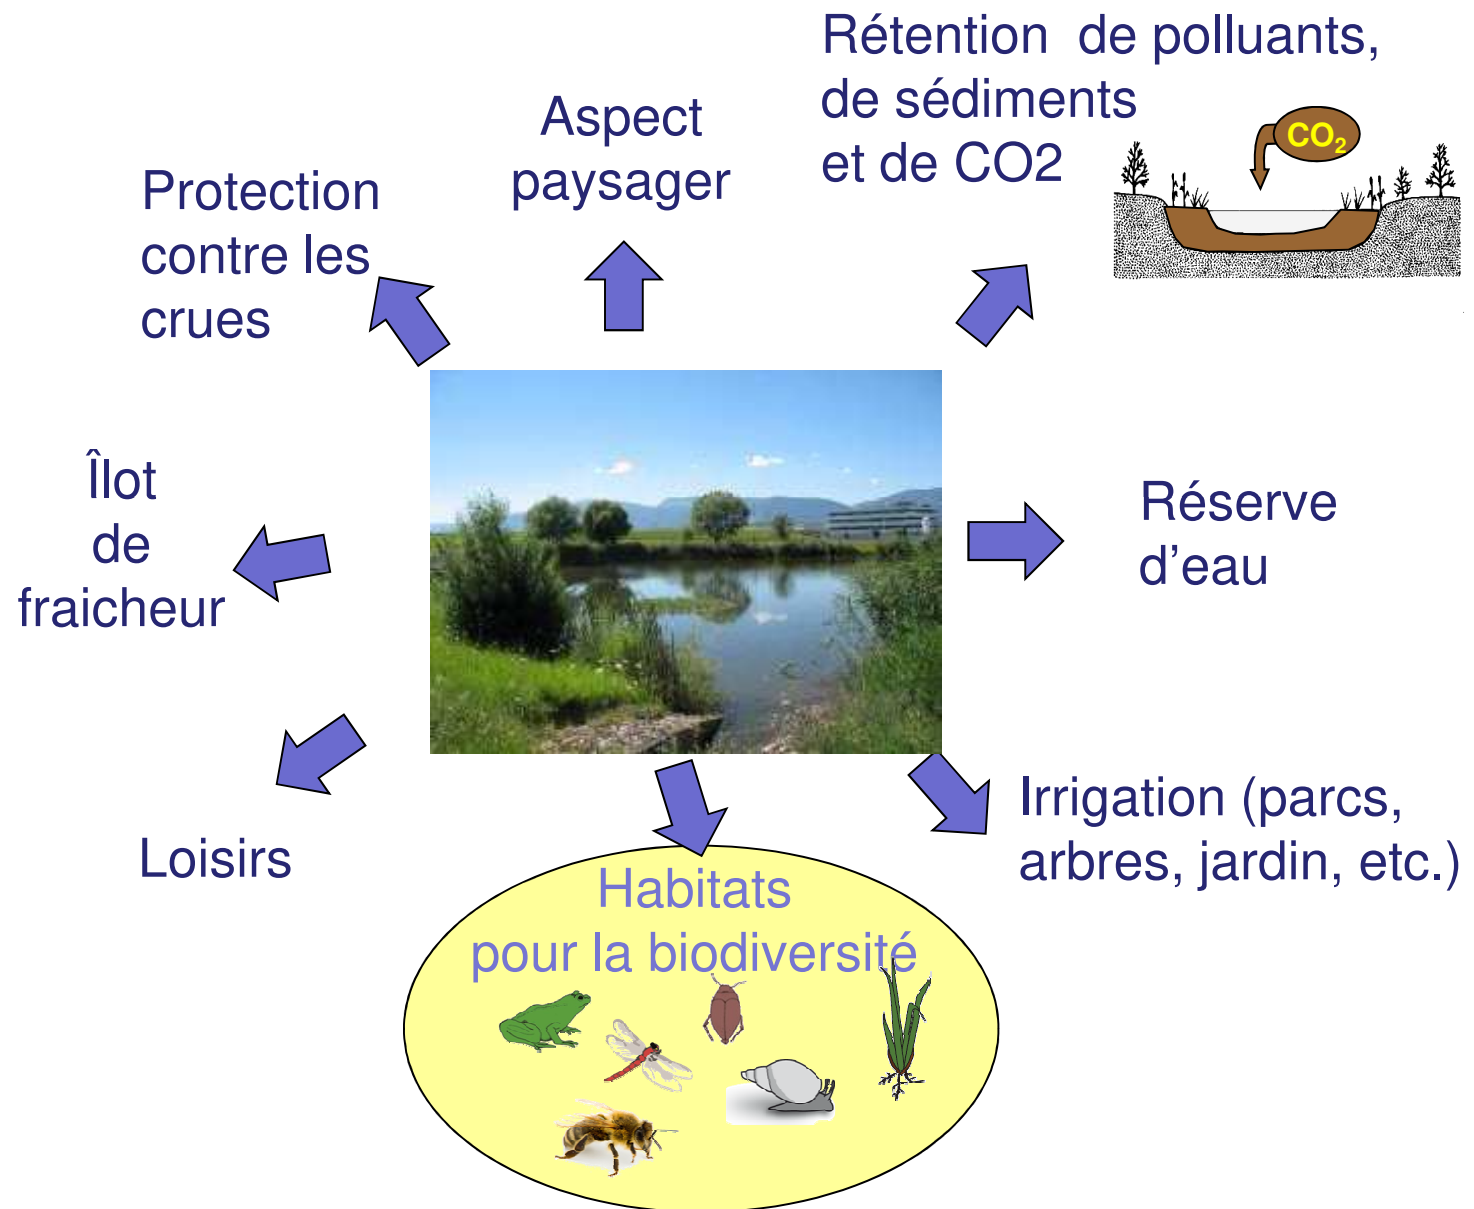 Rétention de polluants,
de sédiments
et de CO2
CO2
Aspect
paysager
Protection
contre les
crues
Îlot
de
fraicheur
Réserve
d'eau
Loisirs
Irrigation (parcs,
arbres, jardin, etc.)
Habitats
pour la biodiversité